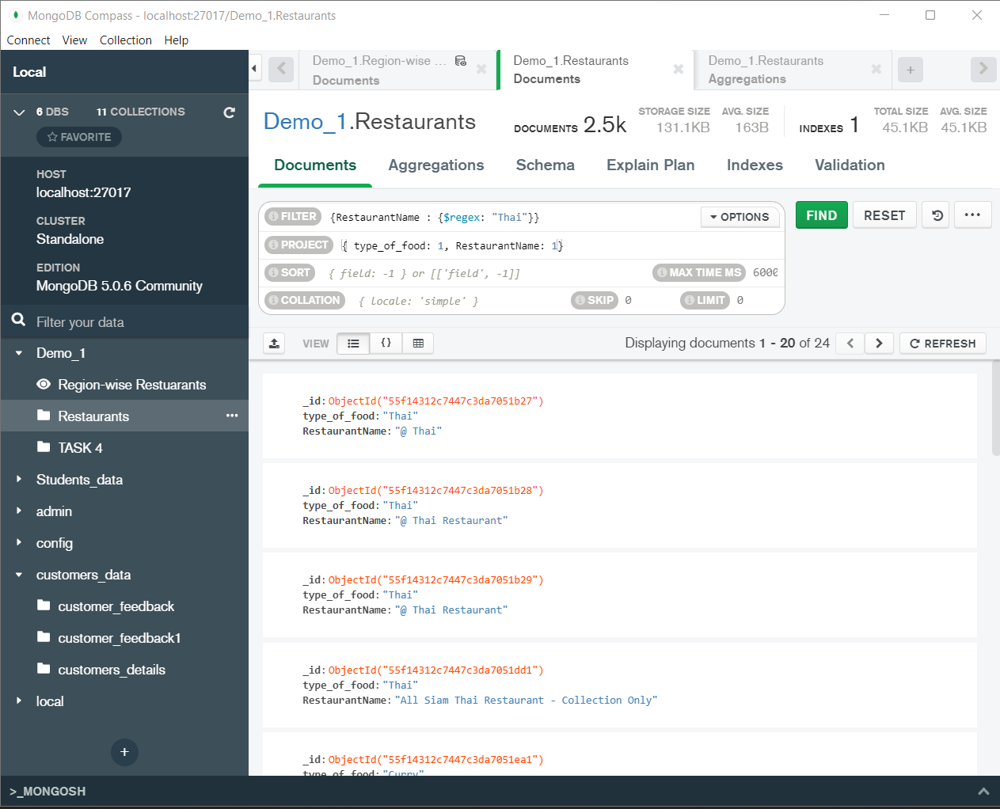 MongoDB Compass - localhost:27017/Demo_1.Restaurants
Connect View Collection Help
Local
6 DBS 11 COLLECTIONS
FAVORITE
HOST
localhost:27017
CLUSTER
Standalone
EDITION
MongoDB 5.0.6 Community
Filter your data
Demo_1
Region-wise Restuarants
Restaurants
TASK 4
Students_data
admin
config
customers_data
customer_feedback
customer_feedback1
customers_details
local
+
Demo_1.Region-wise ...
Documents
Demo_1.Restaurants
Documents
Demo_1.Restaurants
Aggregations
+
Demo_1.Restaurants
DOCUMENTS 2.5k
STORAGE SIZE
131.1KB
AVG. SIZE
163B
INDEXES 1
TOTAL SIZE
45.1KB
AVG. SIZE
45.1KB
Documents Aggregations Schema Explain Plan Indexes Validation
FILTER {RestaurantName : {$regex: "Thai"}} OPTIONS FIND RESET ...
PROJECT { type_of_food: 1, RestaurantName: 1}
SORT { field: -1 } or [['field', -1]] MAX TIME MS 6000
COLLATION { locale: 'simple' } SKIP 0 LIMIT 0
VIEW {} Displaying documents 1 - 20 of 24 REFRESH
_id: ObjectId("55f14312c7447c3da7051b27")
type_of_food: "Thai"
RestaurantName: "@ Thai"
_id: ObjectId("55f14312c7447c3da7051b28")
type_of_food: "Thai"
RestaurantName: "@ Thai Restaurant"
_id: ObjectId("55f14312c7447c3da7051b29")
type_of_food: "Thai"
RestaurantName: "@ Thai Restaurant"
_id: ObjectId("55f14312c7447c3da7051dd1")
type_of_food: "Thai"
RestaurantName: "All Siam Thai Restaurant - Collection Only"
_id: ObjectId("55f14312c7447c3da7051ea1")
type_of_food: "Curry"
>_MONGOSH